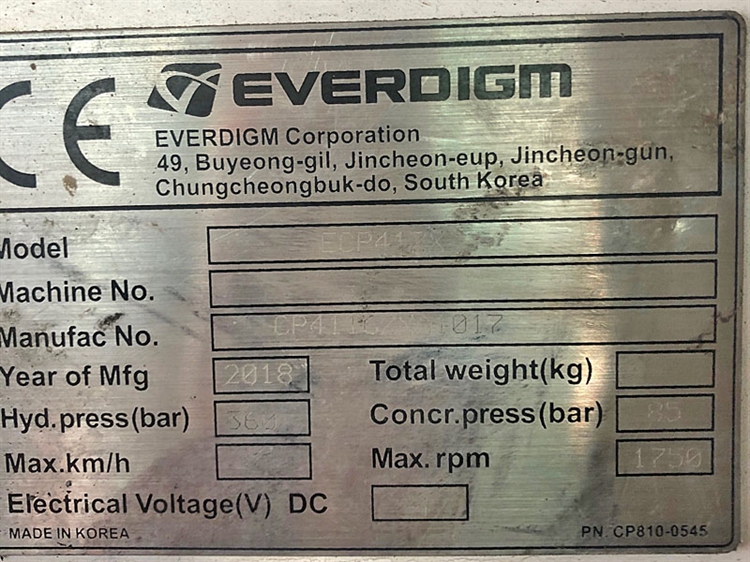 CE EVERDIGM
EVERDIGM Corporation
49, Buyeong-gil, Jincheon-eup, Jincheon-gun,
Chungcheongbuk-do, South Korea
Model
Machine No.
Manufac No.
Year of Mfg 2018 Total weight(kg)
Hyd.press(bar) 360 Concr.press(bar) 85
Max.km/h Max. rpm 1750
Electrical Voltage(V) DC
MADE IN KOREA PN. CP810-0545